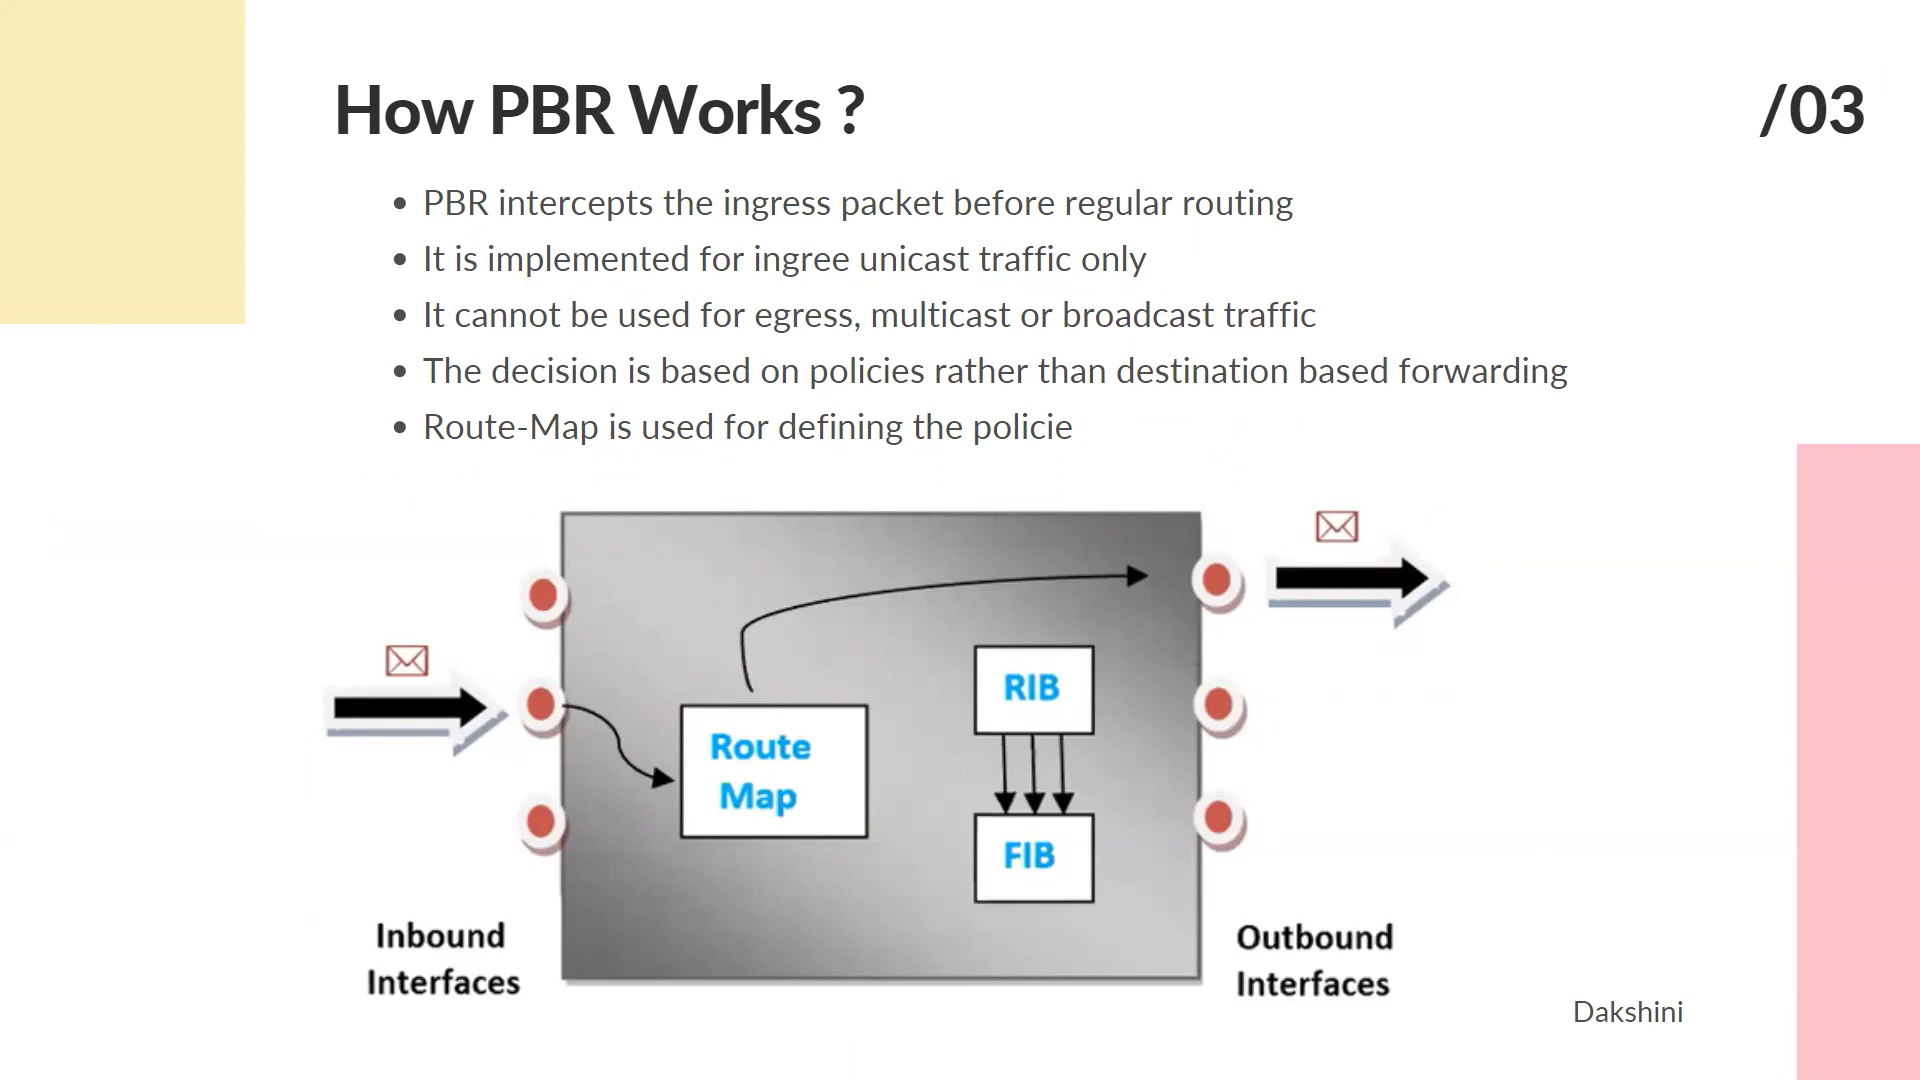 How PBR Works ?
/03
• PBR intercepts the ingress packet before regular routing
• It is implemented for ingree unicast traffic only
• It cannot be used for egress, multicast or broadcast traffic
• The decision is based on policies rather than destination based forwarding
• Route-Map is used for defining the policie
Route
Map
RIB
FIB
Inbound
Interfaces
Outbound
Interfaces
Dakshini